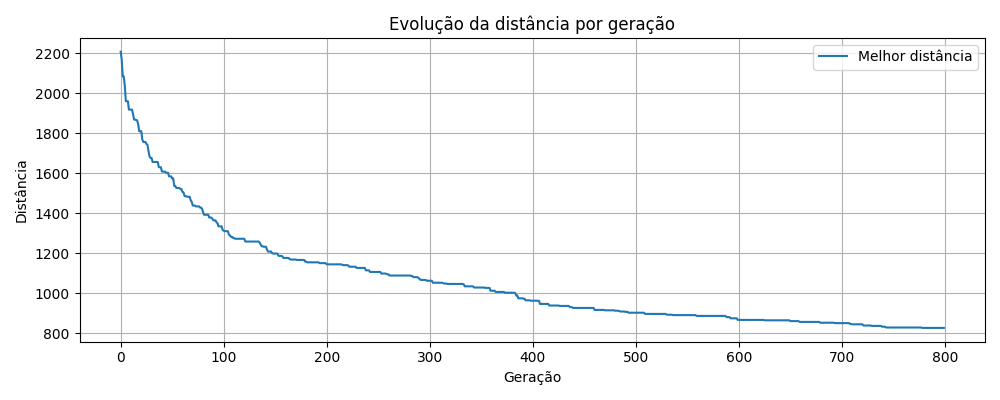 Evolução da distância por geração
Melhor distância
Distância
2200
2000
1800
1600
1400
1200
1000
800
0 100 200 300 400 500 600 700 800
Geração